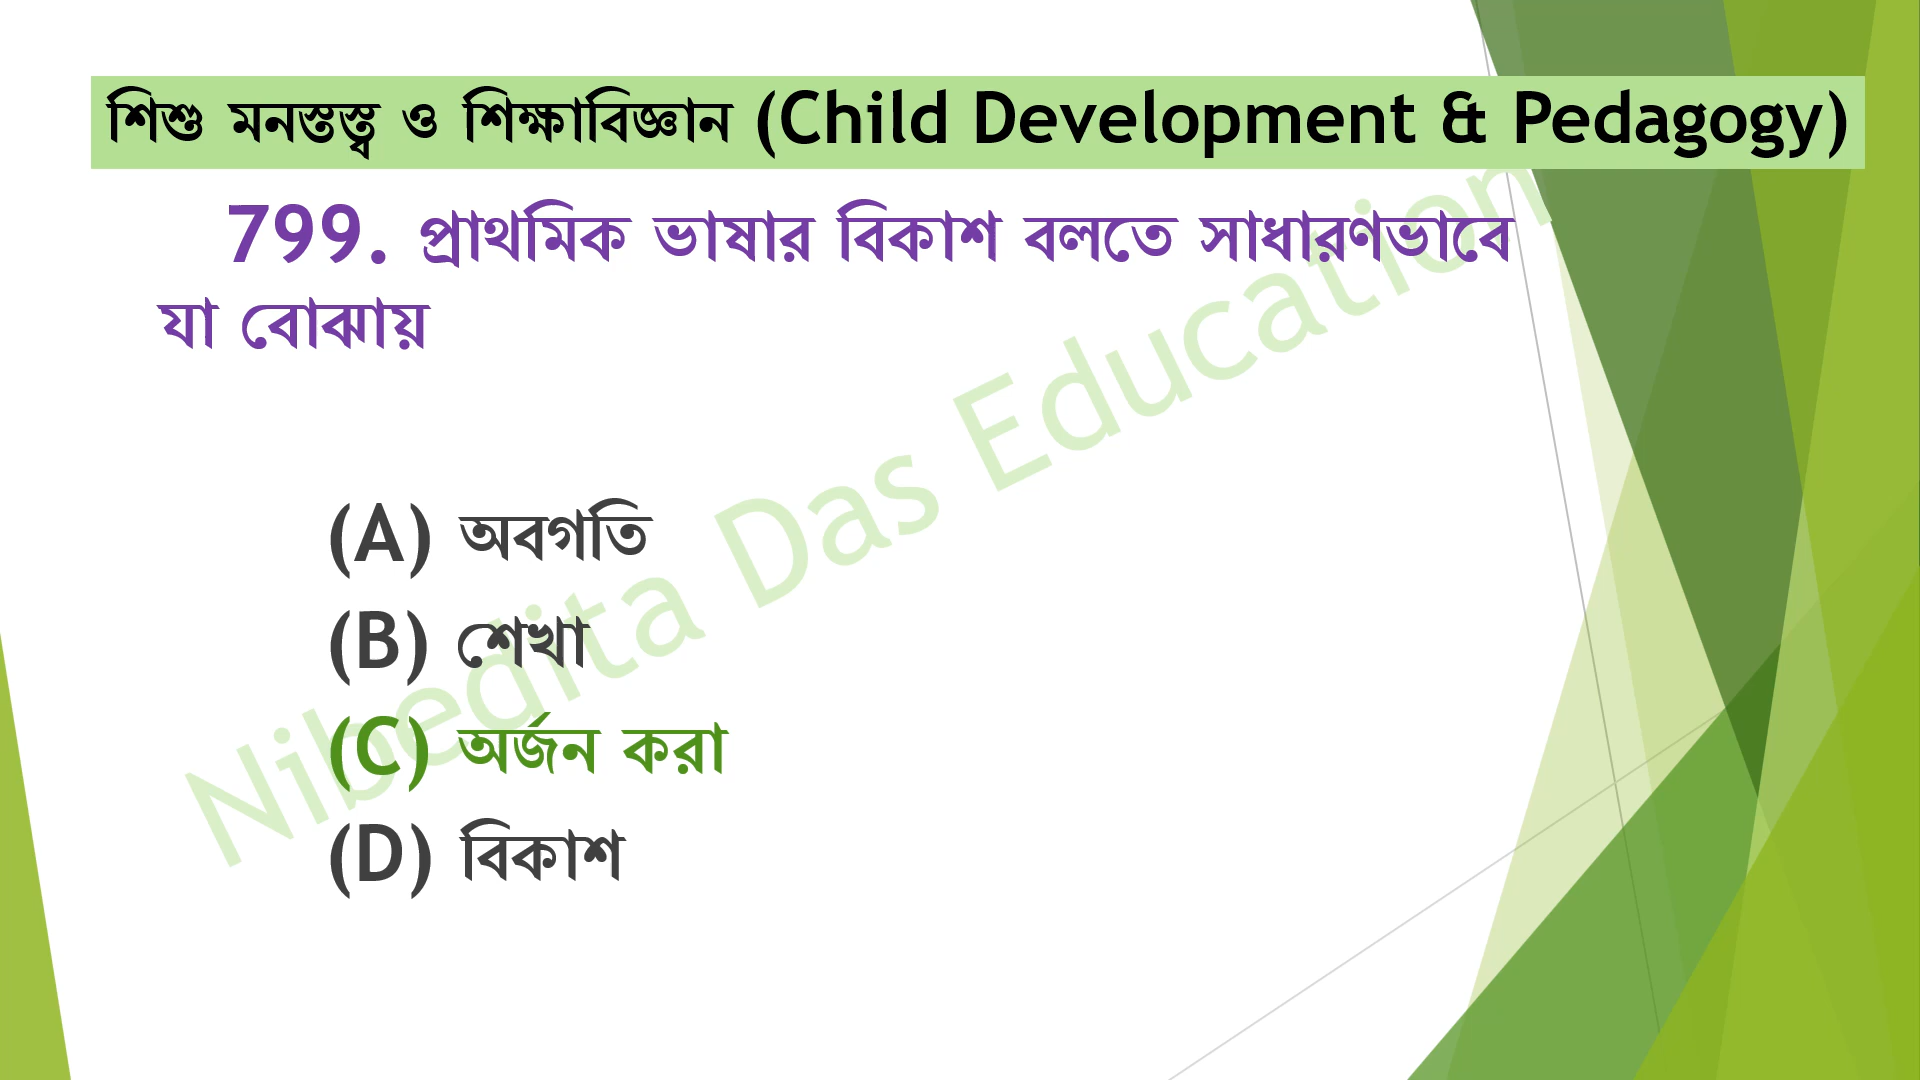 শিশু মনস্তত্ত্ব ও শিক্ষাবিজ্ঞান (Child Development & Pedagogy)
799. প্রাথমিক ভাষার বিকাশ বলতে সাধারণভাবে
যা বোঝায়
(A) অবগতি
(B) শেখা
(C) অর্জন করা
(D) বিকাশ
Nibedita Das Education